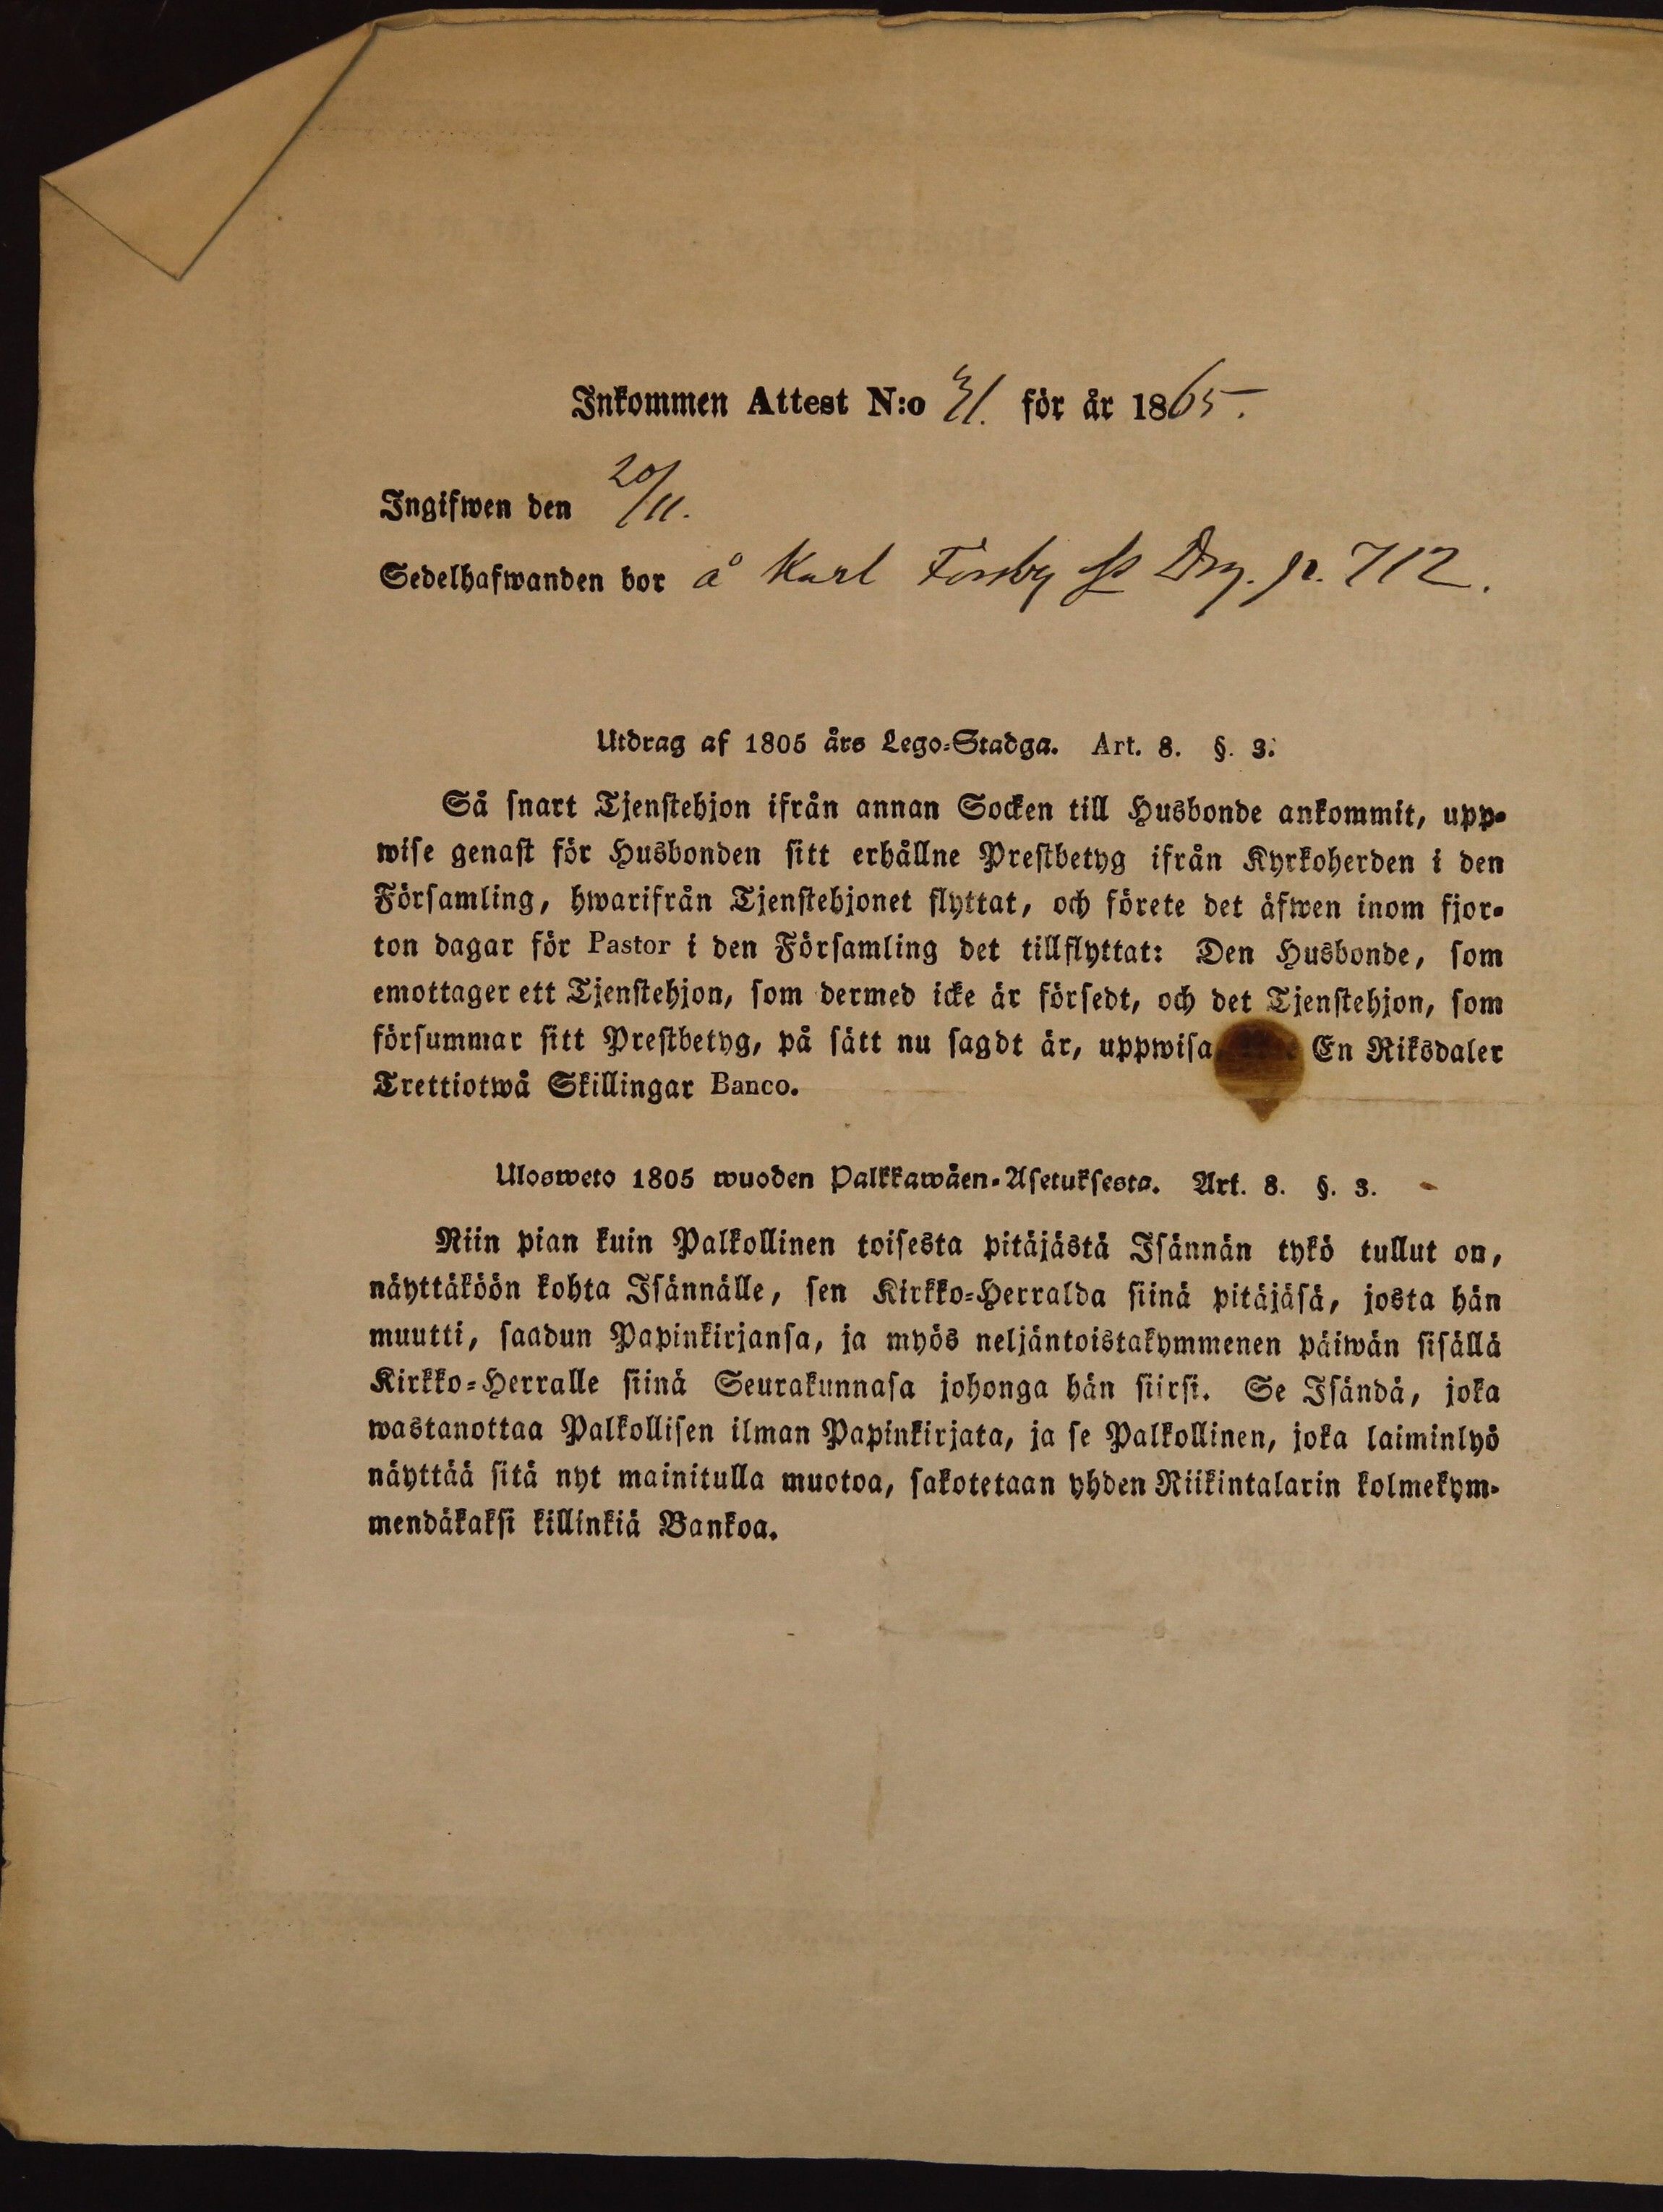 Inkommen Attest N:o 31. för år 1865.
Ingifwen den 20/11.
Sedelhafwanden bor å Karl Forsby 712.
Utdrag af 1805 års Lego-Stadga. Art. 8. §. 3.
Så snart Tjenstehjon ifrån annan Socken till Husbonde ankommit, upp-
wise genast för Husbonden sitt erhållne Prestbetyg ifrån Kyrkoherden i den
Församling, hwarifrån Tjenstehjonet flyttat, och förete det äfwen inom fjor-
ton dagar för Pastor i den Församling det tillflyttat: Den Husbonde, som
emottager ett Tjenstehjon, som dermed icke är försedt, och det Tjenstehjon, som
försummar sitt Prestbetyg, på sätt nu sagdt är, uppwisa En Riksdaler
Trettiotwå Skillingar Banco.
Ulosweto 1805 wuoden Palkkawäen-Asetuksesta. Art. 8. §. 3.
Niin pian kuin Palkollinen toisesta pitäjästä Isännän tykö tullut on,
näyttäköön kohta Isännälle, sen Kirkko-Herralda siinä pitäjäsä, josta hän
muutti, saadun Papinkirjansa, ja myös neljäntoistakymmenen päiwän sisällä
Kirkko-Herralle siinä Seurakunnasa johonga hän siirsi. Se Isändä, joka
wastanottaa Palkollisen ilman Papinkirjata, ja se Palkollinen, joka laiminlyö
näyttää sitä nyt mainitulla muotoa, sakotetaan yhden Riikintalarin kolmekym-
mendäkaksi killinkiä Bankoa.